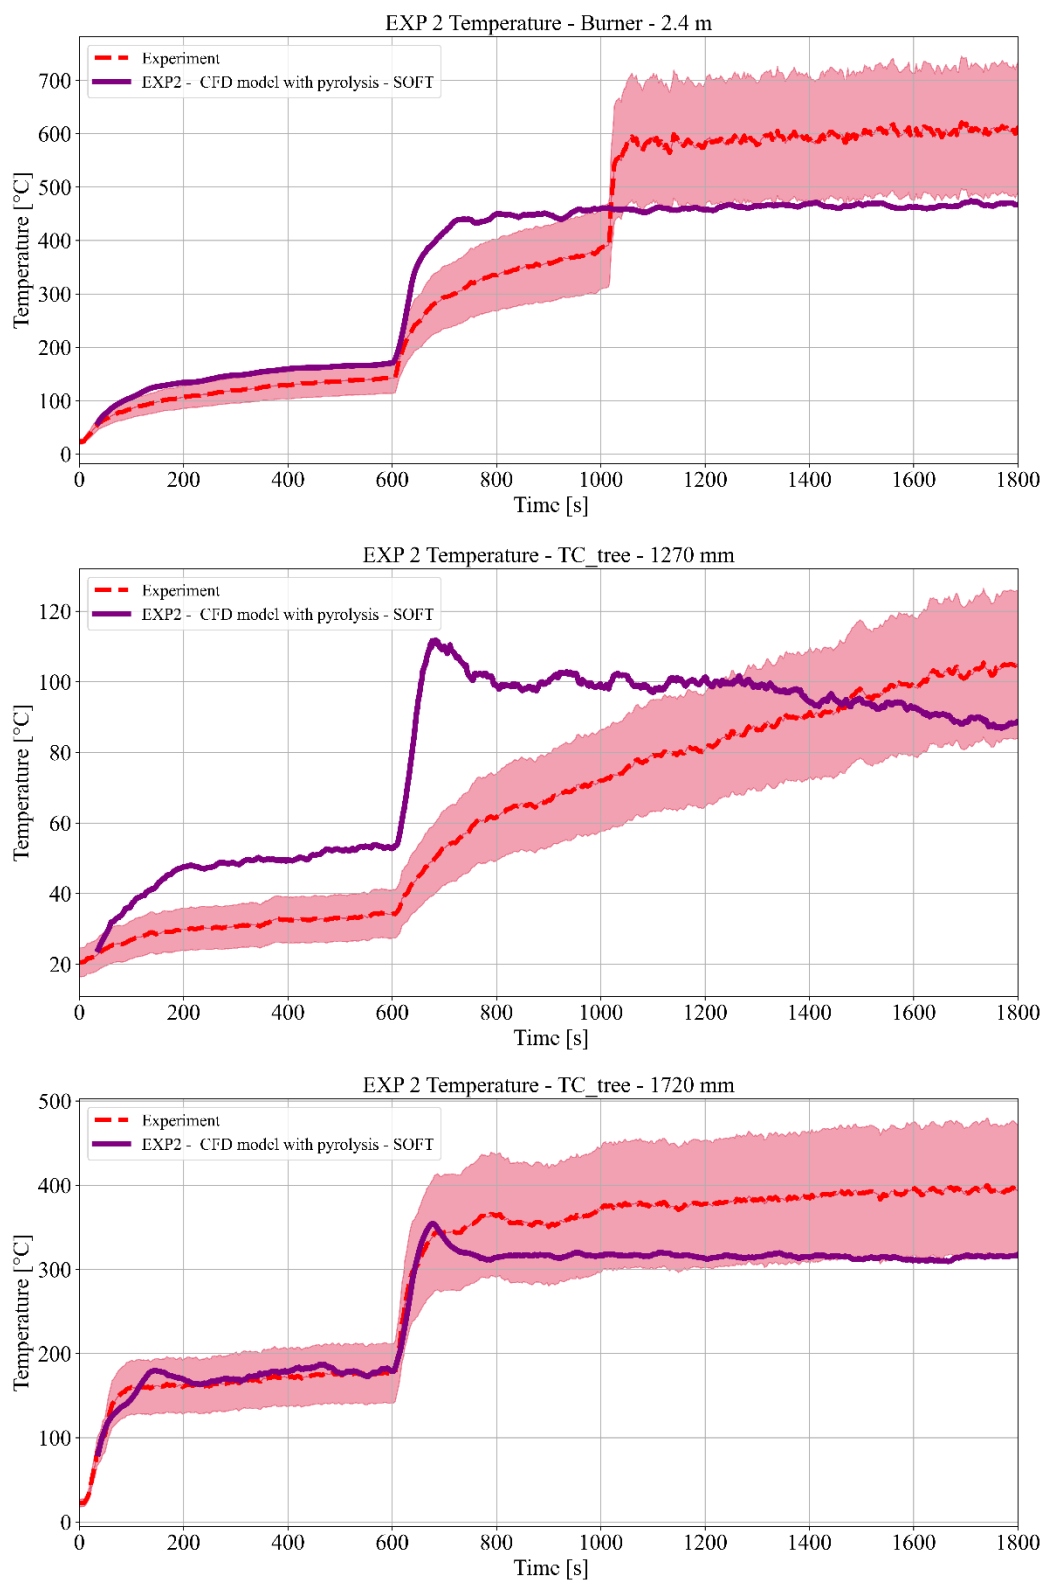 EXP 2 Temperature - Burner - 2.4 m
Experiment
EXP2 - CFD model with pyrolysis - SOFT
Temperature [°C]
700
600
500
400
300
200
100
0
0 200 400 600 800 1000 1200 1400 1600 1800
Time [s]
EXP 2 Temperature - TC_tree - 1270 mm
Experiment
EXP2 - CFD model with pyrolysis - SOFT
Temperature [°C]
120
100
80
60
40
20
0 200 400 600 800 1000 1200 1400 1600 1800
Time [s]
EXP 2 Temperature - TC_tree - 1720 mm
Experiment
EXP2 - CFD model with pyrolysis - SOFT
Temperature [°C]
500
400
300
200
100
0
0 200 400 600 800 1000 1200 1400 1600 1800
Time [s]